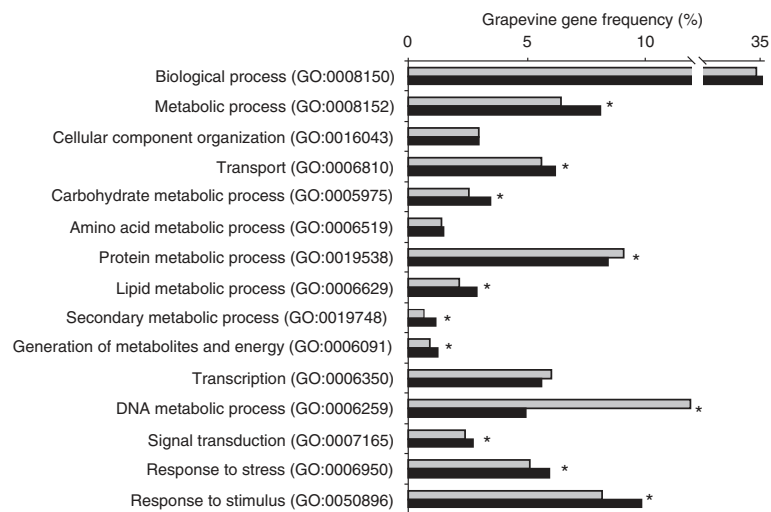 Grapevine gene frequency (%)
0 5 10 35
Biological process (GO:0008150)
Metabolic process (GO:0008152) *
Cellular component organization (GO:0016043)
Transport (GO:0006810) *
Carbohydrate metabolic process (GO:0005975) *
Amino acid metabolic process (GO:0006519)
Protein metabolic process (GO:0019538) *
Lipid metabolic process (GO:0006629) *
Secondary metabolic process (GO:0019748) *
Generation of metabolites and energy (GO:0006091) *
Transcription (GO:0006350)
DNA metabolic process (GO:0006259) *
Signal transduction (GO:0007165) *
Response to stress (GO:0006950) *
Response to stimulus (GO:0050896) *